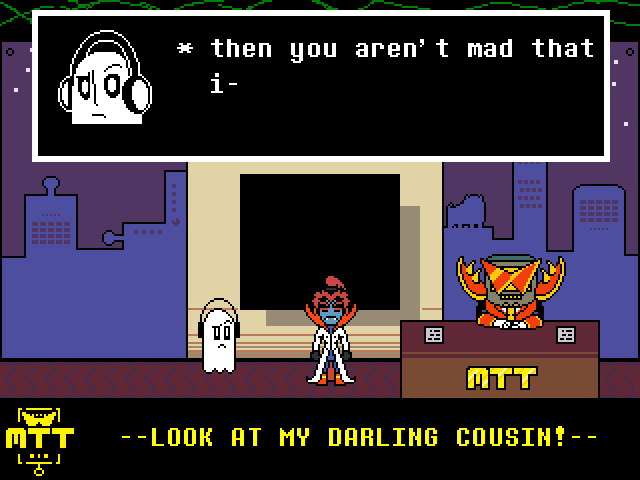 * then you aren't mad that
i-
MTT
MTT
--LOOK AT MY DARLING COUSIN!--